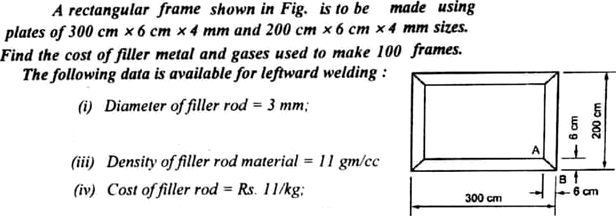 A rectangular frame shown in Fig. is to be made using
plates of 300 cm × 6 cm × 4 mm and 200 cm × 6 cm × 4 mm sizes.
Find the cost of filler metal and gases used to make 100 frames.
The following data is available for leftward welding :
(i) Diameter of filler rod = 3 mm;
(iii) Density of filler rod material = 11 gm/cc
(iv) Cost of filler rod = Rs. 11/kg;
A
B
6 cm
200 cm
6 cm
300 cm